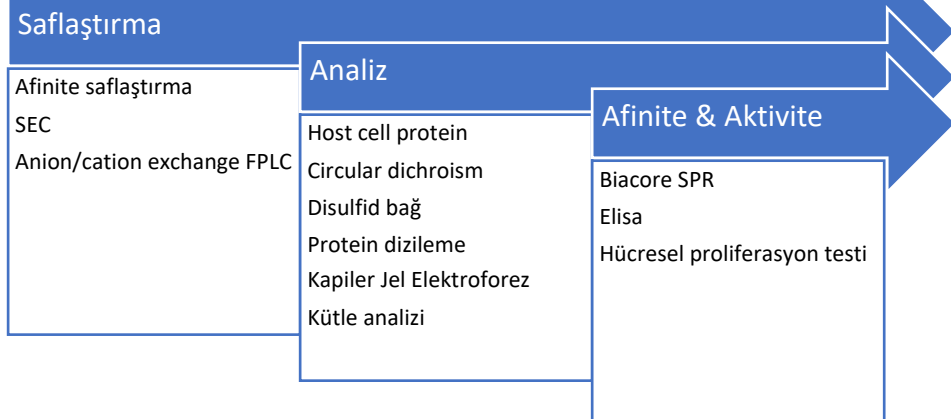 Saflaştırma
Afinite saflaştırma
SEC
Anion/cation exchange FPLC
Analiz
Host cell protein
Circular dichroism
Disulfid bağ
Protein dizileme
Kapiler Jel Elektroforez
Kütle analizi
Afinite & Aktivite
Biacore SPR
Elisa
Hücresel proliferasyon testi